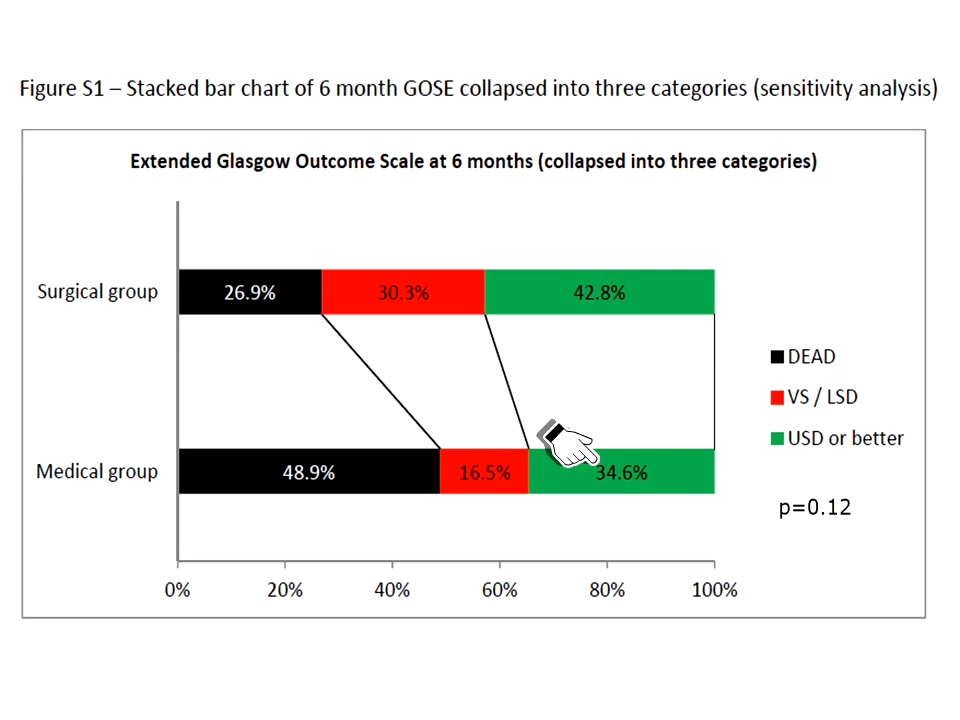 Figure S1 – Stacked bar chart of 6 month GOSE collapsed into three categories (sensitivity analysis)
Extended Glasgow Outcome Scale at 6 months (collapsed into three categories)
Surgical group
26.9%
30.3%
42.8%
DEAD
VS / LSD
USD or better
Medical group
48.9%
16.5%
34.6%
p=0.12
0%
20%
40%
60%
80%
100%